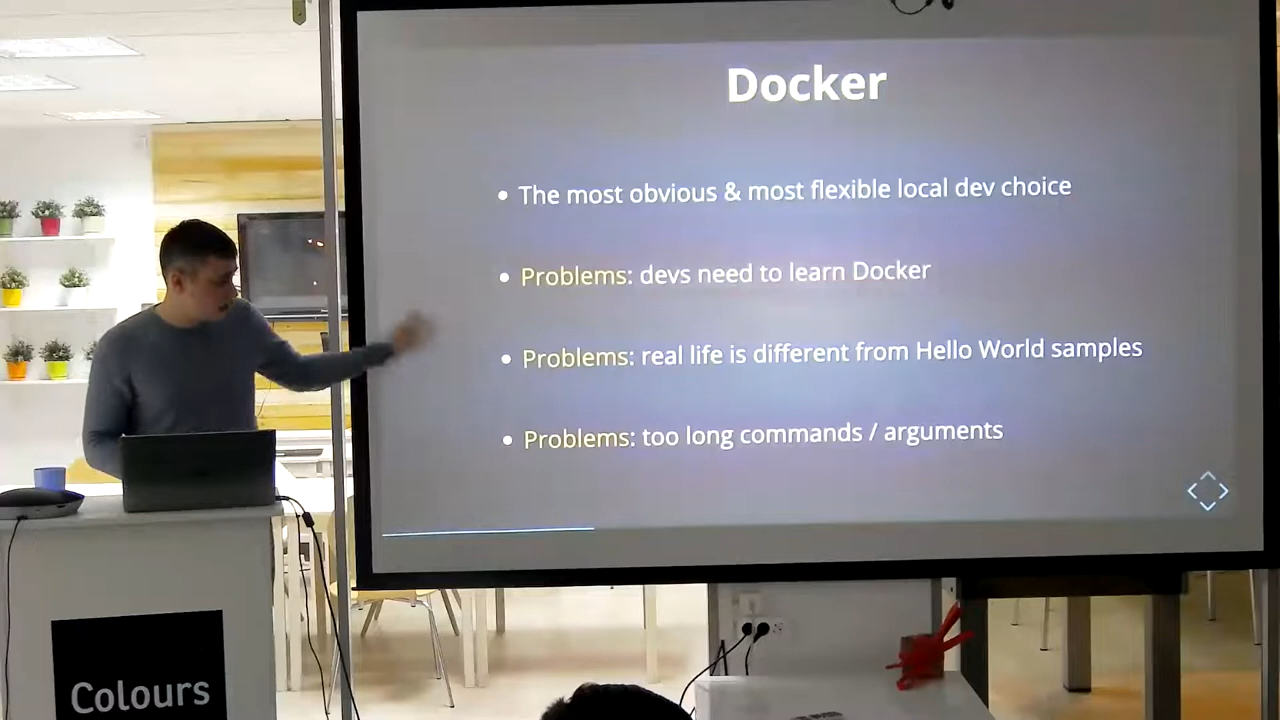 Docker
The most obvious & most flexible local dev choice
Problems: devs need to learn Docker
Problems: real life is different from Hello World samples
Problems: too long commands / arguments
Colours